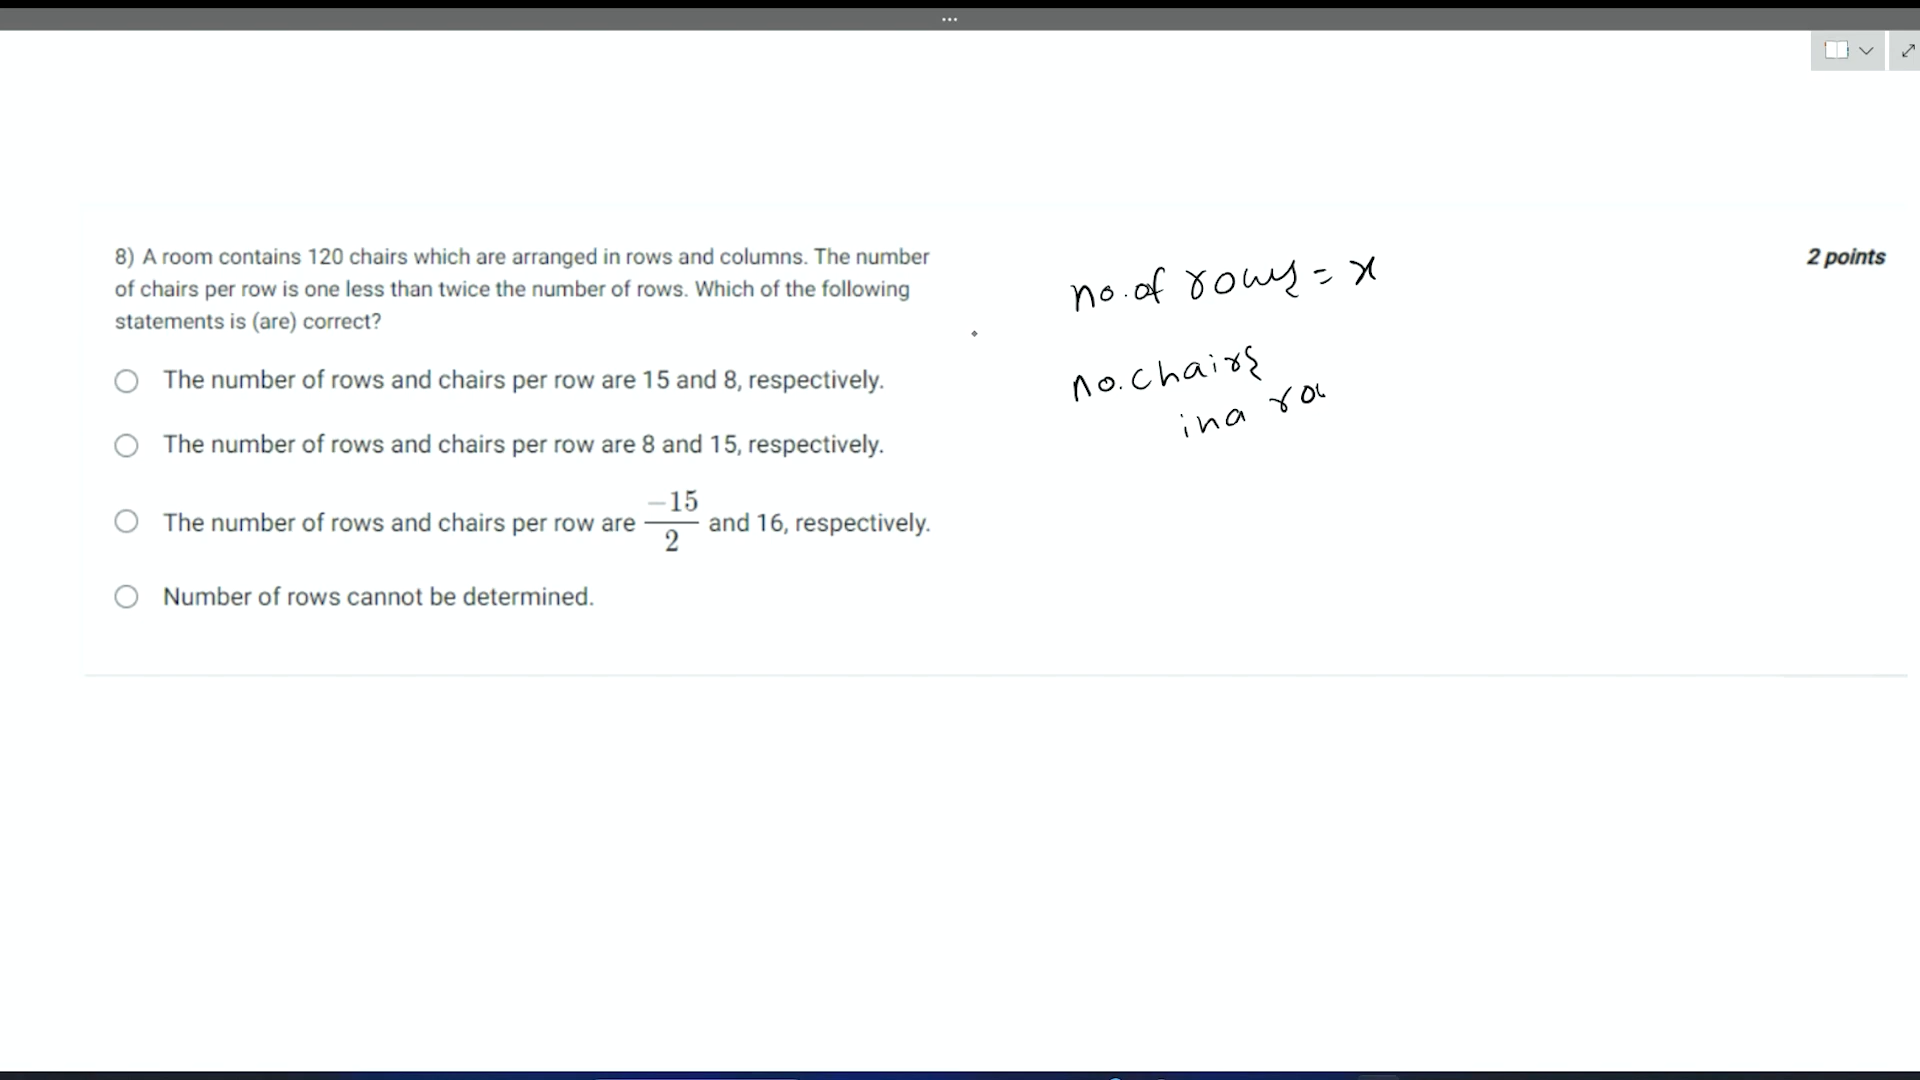 8) A room contains 120 chairs which are arranged in rows and columns. The number
of chairs per row is one less than twice the number of rows. Which of the following
statements is (are) correct?
2 points
The number of rows and chairs per row are 15 and 8, respectively.
The number of rows and chairs per row are 8 and 15, respectively.
The number of rows and chairs per row are −15/2 and 16, respectively.
Number of rows cannot be determined.
no. of rows = x
no. chairs
in a ro